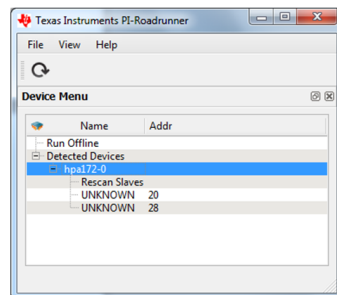 Texas Instruments PI-Roadrunner
File View Help
Device Menu
Name Addr
Run Offline
Detected Devices
hpa172-0
Rescan Slaves
UNKNOWN 20
UNKNOWN 28